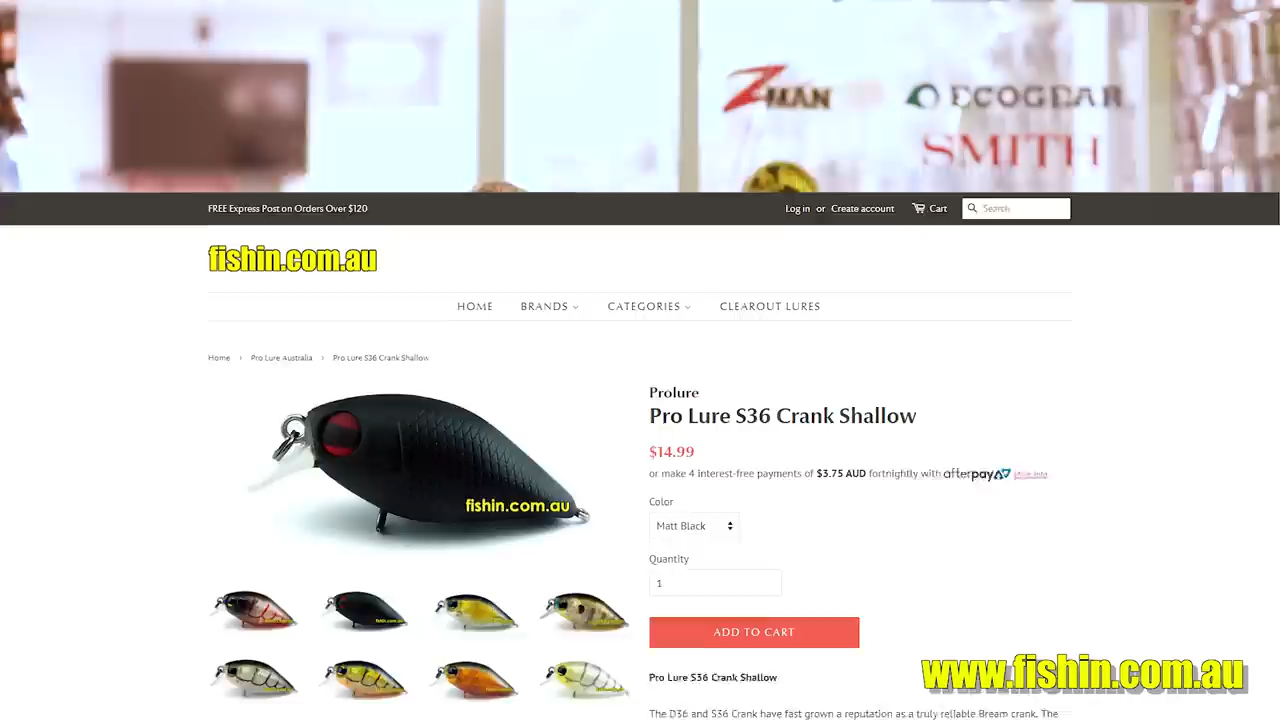 ZMAN
ECOGEAR
SMITH
FREE Express Post on Orders Over $120
Log in or Create account
Cart
Search
fishin.com.au
HOME
BRANDS
CATEGORIES
CLEAROUT LURES
Home › Pro Lure Australia › Pro Lure S36 Crank Shallow
fishin.com.au
Prolure
Pro Lure S36 Crank Shallow
$14.99
or make 4 interest-free payments of $3.75 AUD fortnightly with afterpay
Color
Matt Black
Quantity
1
ADD TO CART
Pro Lure S36 Crank Shallow
The D36 and S36 Crank have fast grown a reputation as a truly reliable Bream crank. The
www.fishin.com.au